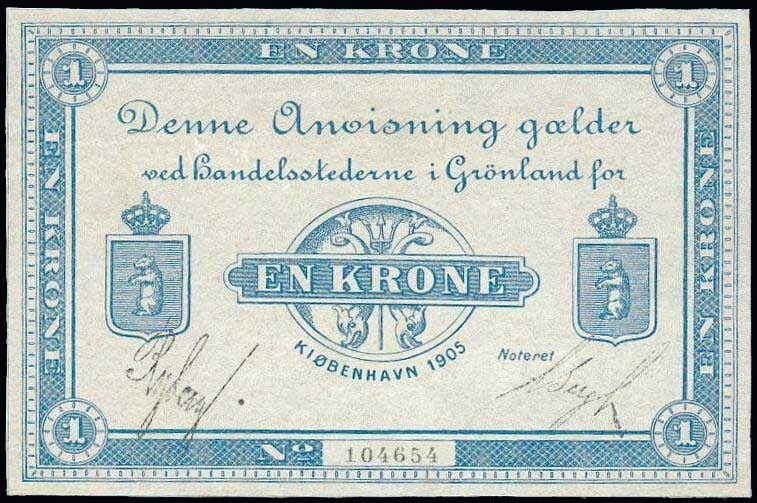 1 EN KRONE 1
EN KRONE
EN KRONE
Denne Anvisning gælder
ved Handelsstederne i Grönland for
EN KRONE
KJØBENHAVN 1905
Noteret
1 No 104654 1